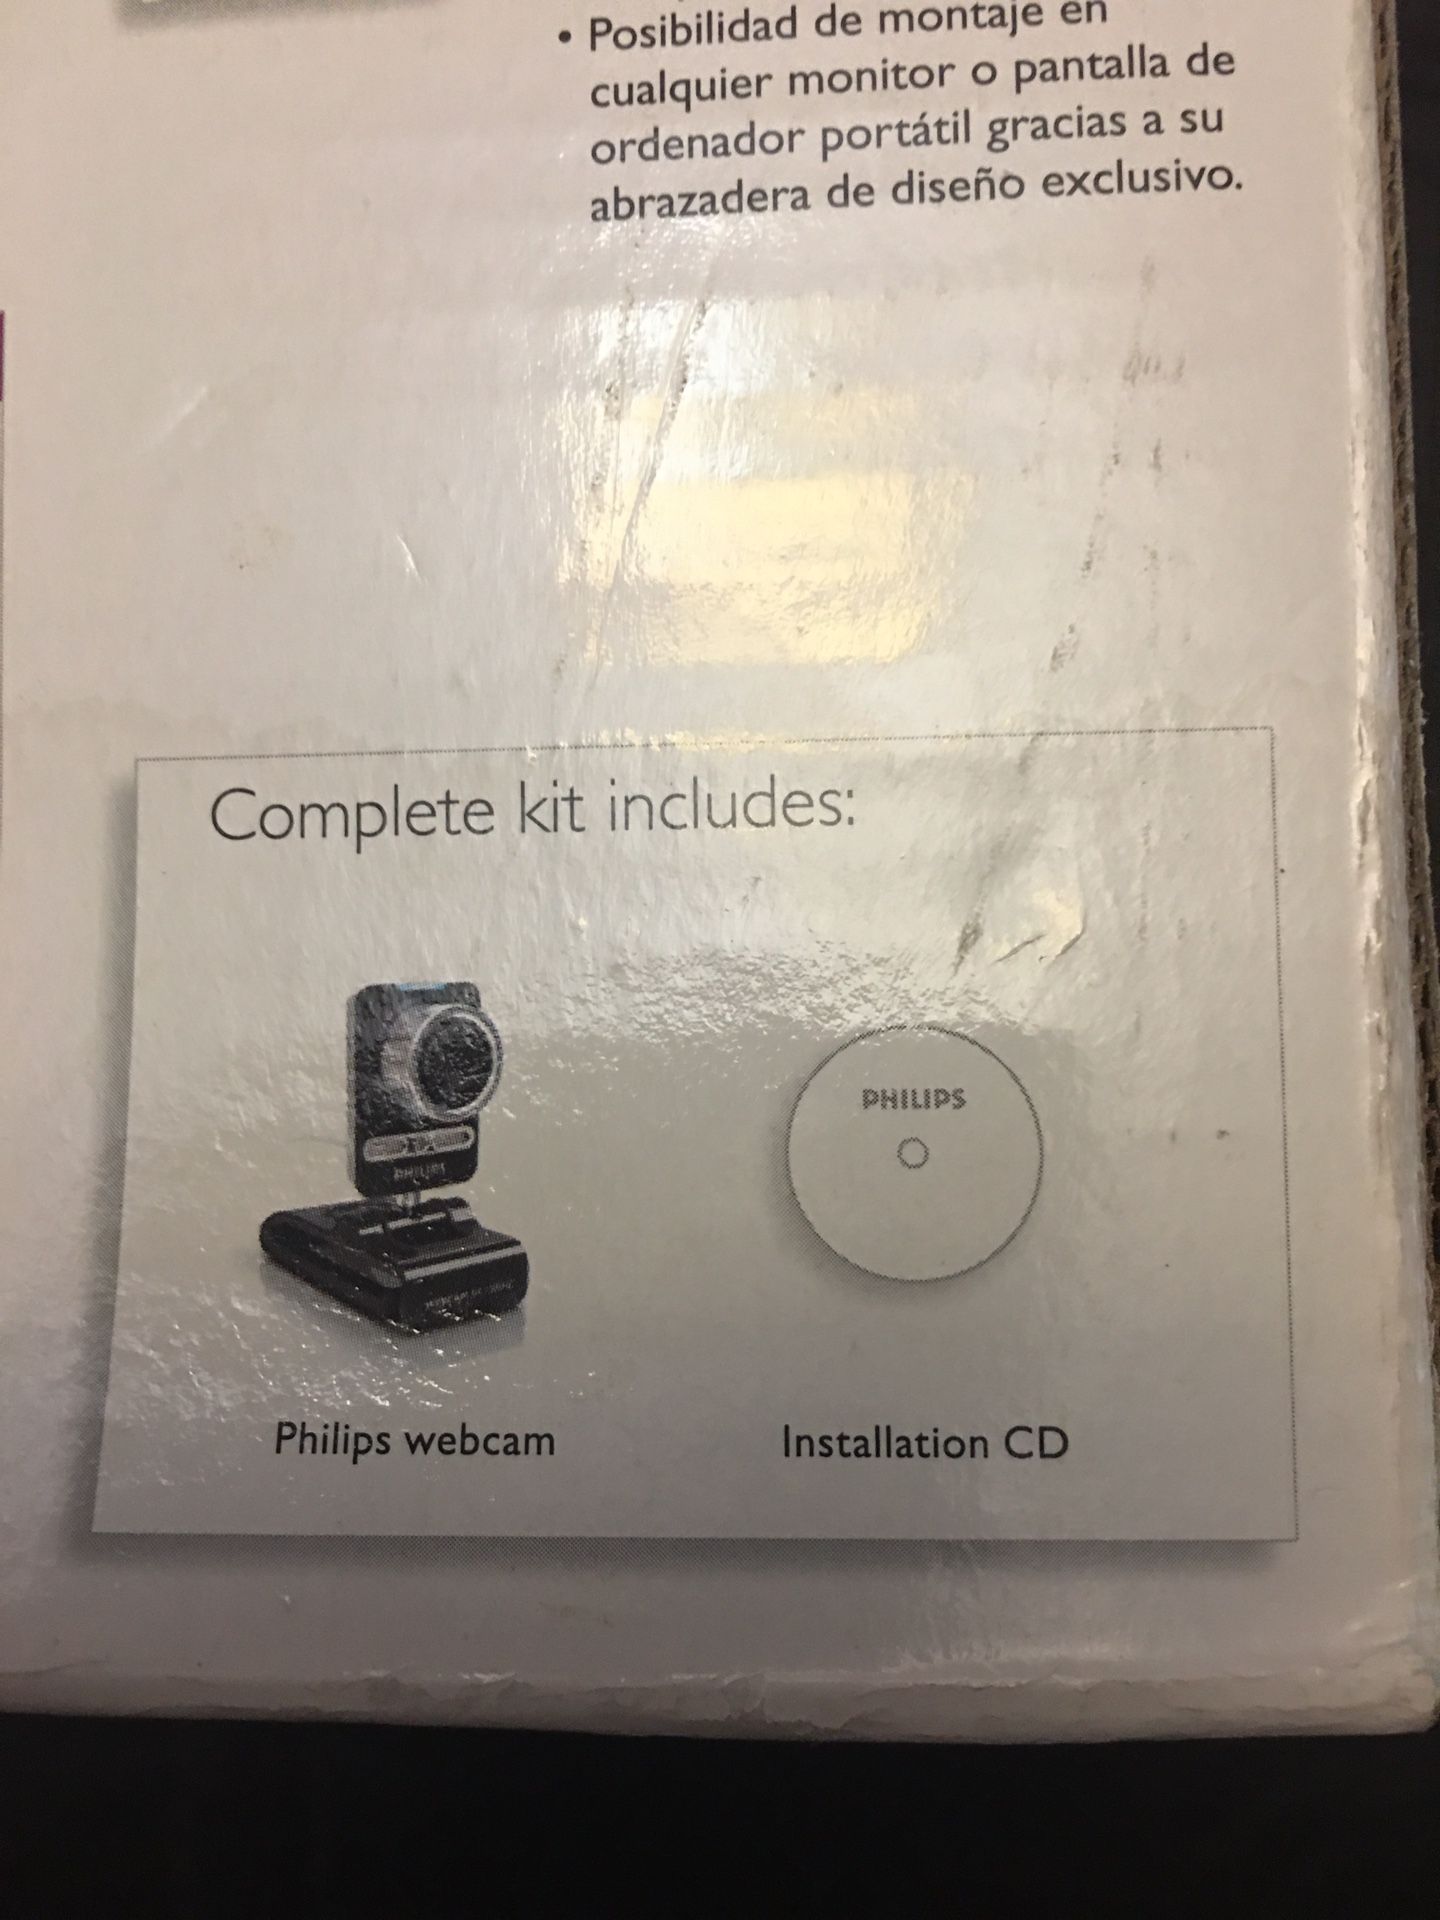 • Posibilidad de montaje en
cualquier monitor o pantalla de
ordenador portátil gracias a su
abrazadera de diseño exclusivo.
Complete kit includes:
PHILIPS
PHILIPS
Philips webcam
Installation CD